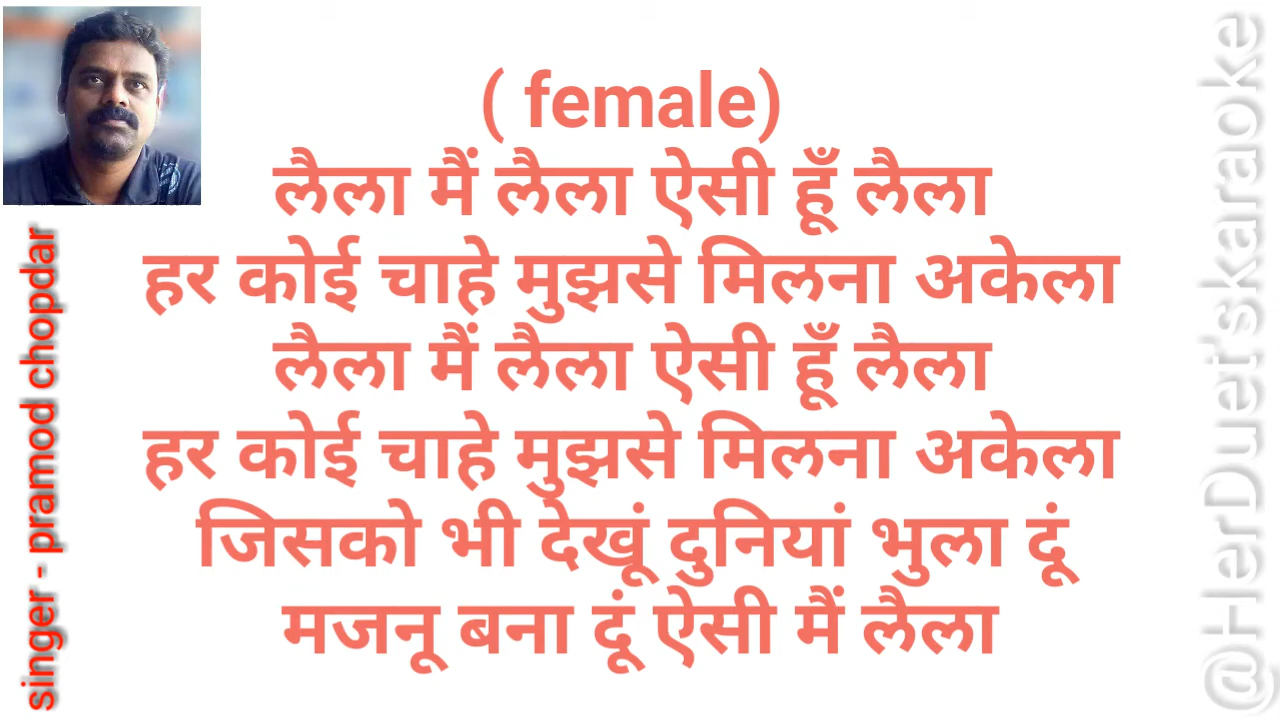 ( female)
लैला मैं लैला ऐसी हूँ लैला
हर कोई चाहे मुझसे मिलना अकेला
लैला मैं लैला ऐसी हूँ लैला
हर कोई चाहे मुझसे मिलना अकेला
जिसको भी देखूं दुनियां भुला दूं
मजनू बना दूं ऐसी मैं लैला
singer - pramod chopdar
@HerDuet'skaraoke